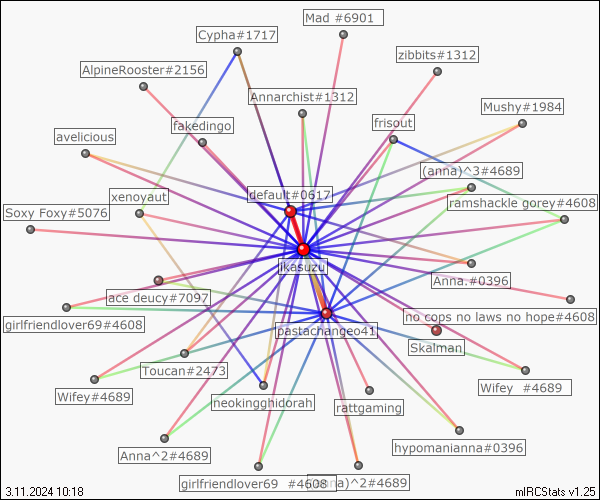 Mad #6901
Cypha#1717
zibbits#1312
AlpineRooster#2156
Annarchist#1312
Mushy#1984
fakedingo
frisout
avelicious
(anna)^3#4689
default#0617
xenoyaut
ramshackle gorey#4608
Soxy Foxy#5076
ikasuzu
Anna.#0396
ace deucy#7097
no cops no laws no hope#4608
girlfriendlover69#4608
pastachangeo41
Skalman
Toucan#2473
Wifey #4689
Wifey#4689
neokingghidorah
rattgaming
hypomanianna#0396
Anna^2#4689
girlfriendlover69 #4608
)^2#4689
3.11.2024 10:18
mIRCStats v1.25